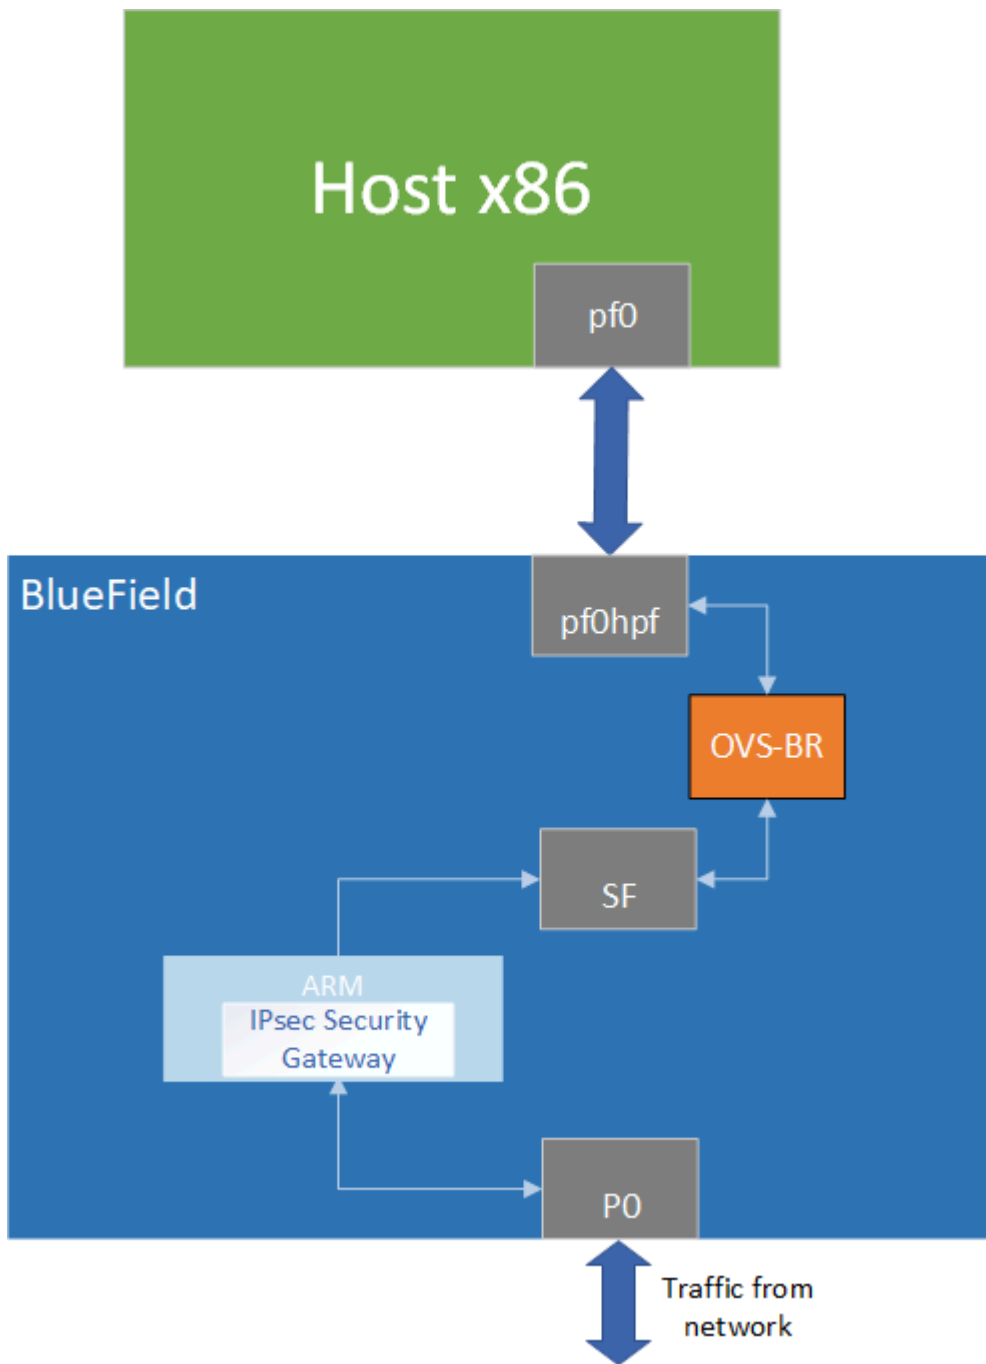 Host x86
pf0
BlueField
pf0hpf
OVS-BR
SF
ARM
IPsec Security
Gateway
P0
Traffic from
network